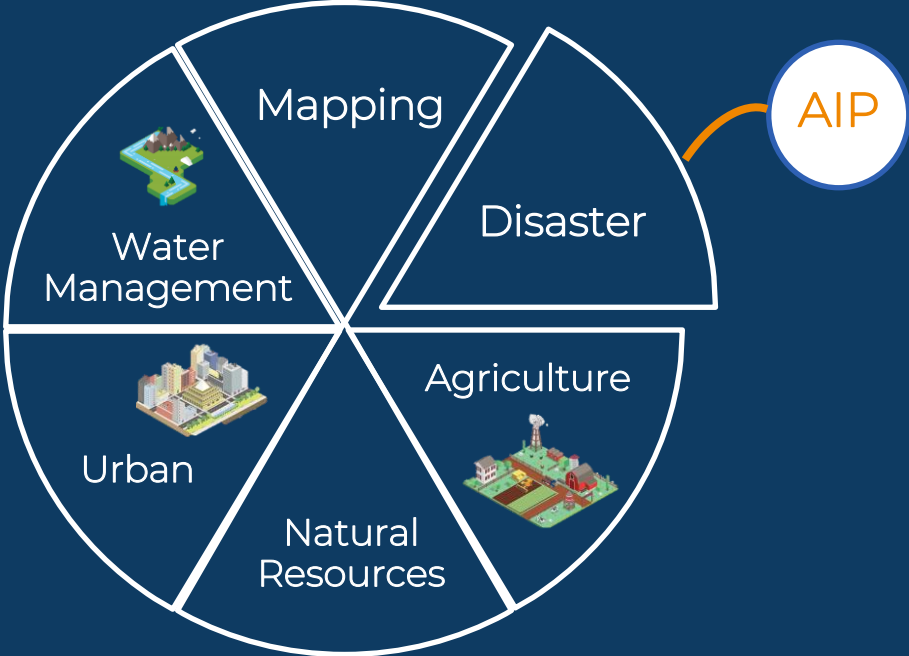 Mapping
AIP
Disaster
Water
Management
Agriculture
Urban
Natural
Resources